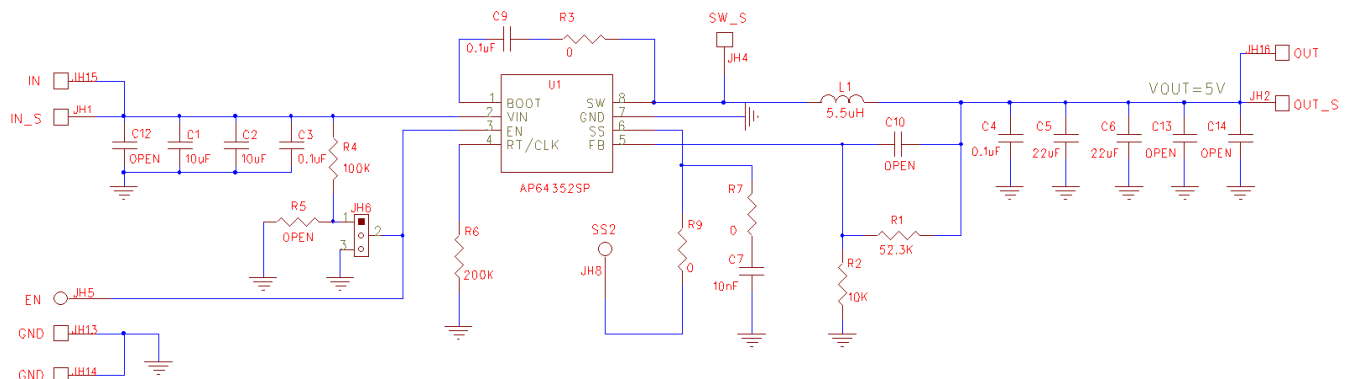 C9
0.1uF
R3
0
SW_S
JH4
IN
JH15
IN_S
JH1
C12
OPEN
C1
10uF
C2
10uF
C3
0.1uF
R4
100K
R5
OPEN
JH6
1
2
3
U1
1
2
3
4
BOOT
VIN
EN
RT/CLK
SW
GND
SS
FB
8
7
6
5
AP64352SP
L1
5.5uH
C10
OPEN
VOUT=5V
JH16
OUT
JH2
OUT_S
C4
0.1uF
C5
22uF
C6
22uF
C13
OPEN
C14
OPEN
R6
200K
SS2
JH8
R9
0
R7
0
C7
10nF
R1
52.3K
R2
10K
EN
JH5
GND
JH13
GND
JH14